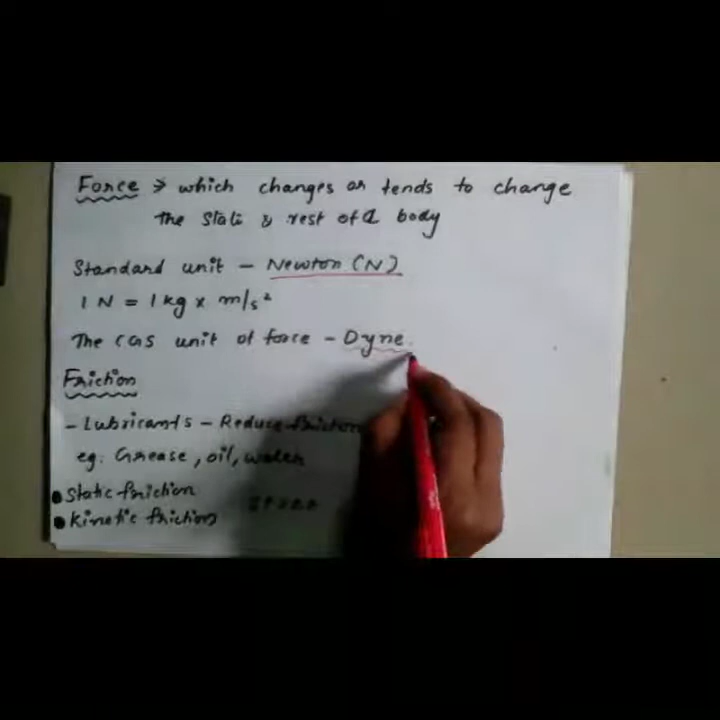 Force → which changes or tends to change
the State & rest of a body
Standard unit - Newton (N)
1 N = 1 kg x m/s²
The CGS unit of force - Dyne.
Friction
- Lubricants - Reduce friction
eg: Grease, oil, water
• Static friction
• Kinetic friction